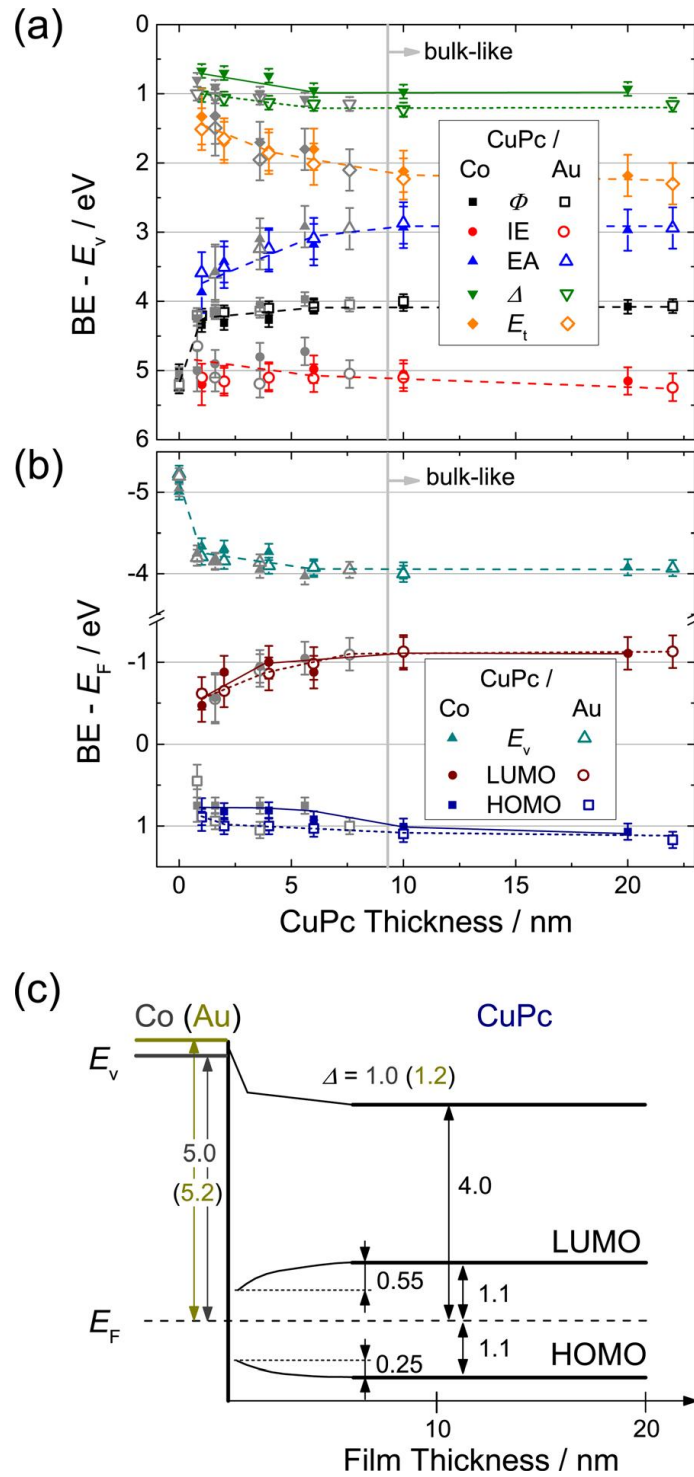 (a)
0
1
2
3
4
5
6
BE - Ev / eV
bulk-like
CuPc /
Co Au
Φ
IE
EA
Δ
Et
(b)
-5
-4
-1
0
1
BE - EF / eV
bulk-like
CuPc /
Co Au
Ev
LUMO
HOMO
0 5 10 15 20
CuPc Thickness / nm
(c)
Co (Au) CuPc
Ev
Δ = 1.0 (1.2)
5.0
(5.2)
4.0
LUMO
0.55
1.1
EF
0.25
1.1
HOMO
10 20
Film Thickness / nm